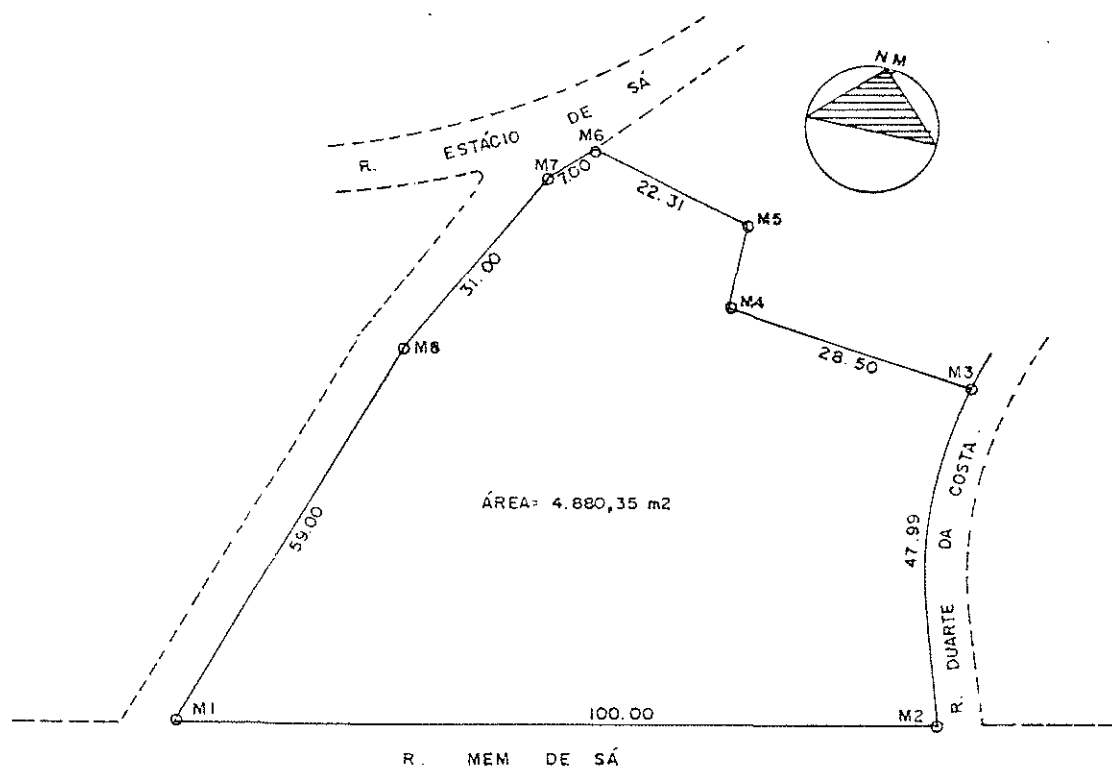 NM
R. ESTÁCIO DE SÁ
M6
M7
7.00
22.31
M5
31.00
M4
M8
28.50
M3
ÁREA= 4.880,35 m2
59.00
47.99
R. DUARTE DA COSTA
M1
100.00
M2
R. MEM DE SÁ